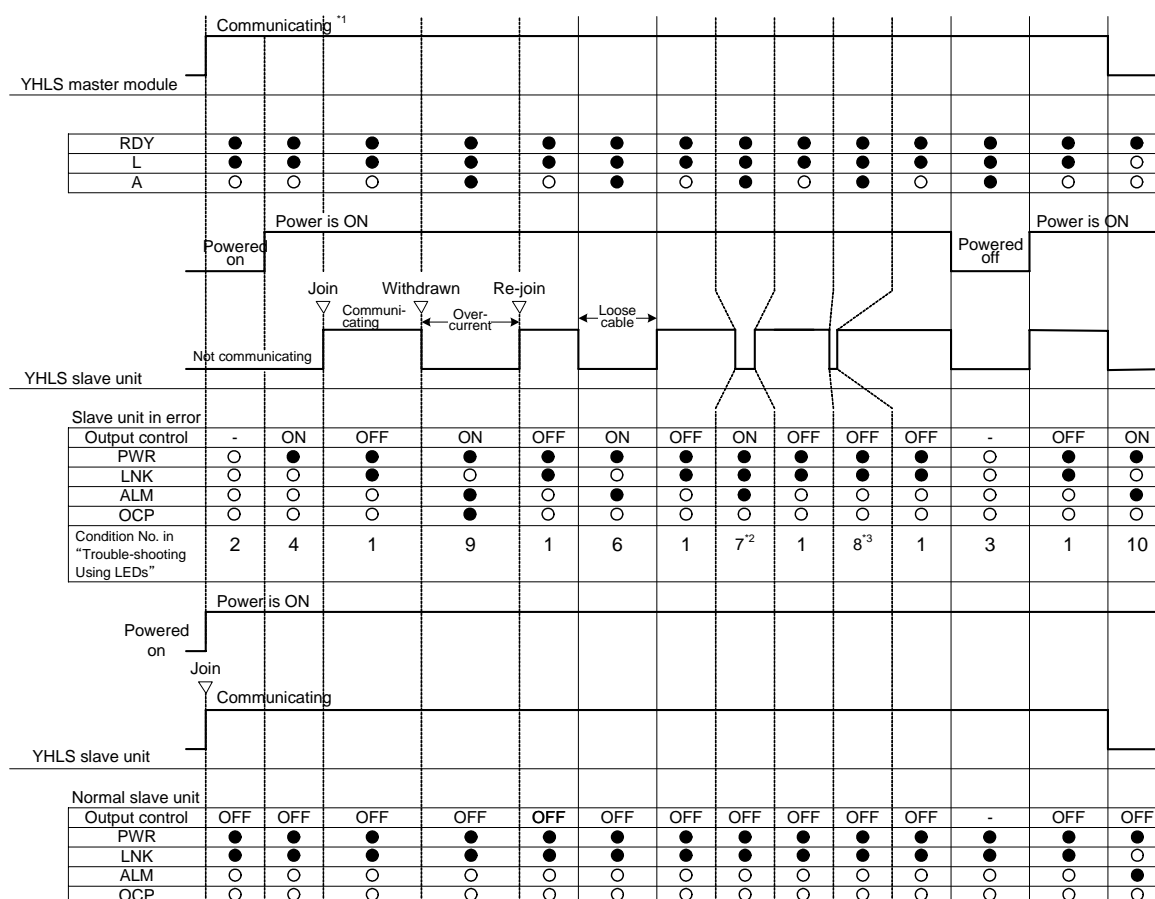 Communicating *1
YHLS master module
RDY ● ● ● ● ● ● ● ● ● ● ● ● ● ●
L ● ● ● ● ● ● ● ● ● ● ● ● ● ○
A ○ ○ ○ ● ○ ● ○ ● ○ ● ○ ● ○ ○
Power is ON Power is ON
Powered on
Powered off
Join Withdrawn Re-join
Communi-cating
Over-current
Loose cable
Not communicating
YHLS slave unit
Slave unit in error
Output control - ON OFF ON OFF ON OFF ON OFF OFF OFF - OFF ON
PWR ○ ● ● ● ● ● ● ● ● ● ● ○ ● ●
LNK ○ ○ ● ○ ● ○ ● ● ● ● ● ○ ● ○
ALM ○ ○ ○ ● ○ ● ○ ● ○ ○ ○ ○ ○ ●
OCP ○ ○ ○ ● ○ ○ ○ ○ ○ ○ ○ ○ ○ ○
Condition No. in
“Trouble-shooting
Using LEDs” 2 4 1 9 1 6 1 7*2 1 8*3 1 3 1 10
Power is ON
Powered
on
Join
Communicating
YHLS slave unit
Normal slave unit
Output control OFF OFF OFF OFF OFF OFF OFF OFF OFF OFF OFF - OFF OFF
PWR ● ● ● ● ● ● ● ● ● ● ● ● ● ●
LNK ● ● ● ● ● ● ● ● ● ● ● ● ● ○
ALM ○ ○ ○ ○ ○ ○ ○ ○ ○ ○ ○ ○ ○ ●
OCP ○ ○ ○ ○ ○ ○ ○ ○ ○ ○ ○ ○ ○ ○